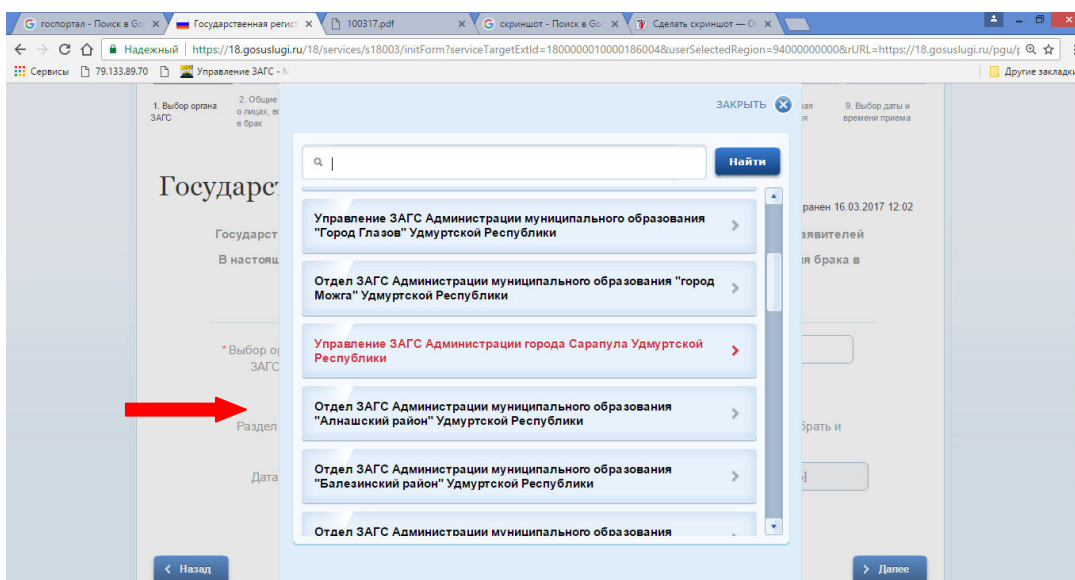 госпортал - Поиск в Go
Государственная регист
100317.pdf
скриншот - Поиск в Go
Сделать скриншот — О
Надежный https://18.gosuslugi.ru/18/services/s18003/initForm?serviceTargetExtId=1800000010000186004&userSelectedRegion=94000000000&rURL=https://18.gosuslugi.ru/pgu/
Сервисы 79.133.89.70 Управление ЗАГС - Другие закладки
1. Выбор органа ЗАГС
2. Общие
о лицах,
в брак
ЗАКРЫТЬ
9. Выбор даты и
времени приема
Найти
Государс
ранен 16.03.2017 12:02
Управление ЗАГС Администрации муниципального образования
"Город Глазов" Удмуртской Республики
Государст
аявителей
В настоящ
ия брака в
Отдел ЗАГС Администрации муниципального образования "город
Можга" Удмуртской Республики
Управление ЗАГС Администрации города Сарапула Удмуртской
Республики
*Выбор ор
ЗАГС
Отдел ЗАГС Администрации муниципального образования
"Алнашский район" Удмуртской Республики
Раздел
брать и
Отдел ЗАГС Администрации муниципального образования
"Балезинский район" Удмуртской Республики
Дата
Отдел ЗАГС Администрации муниципального образования
Назад
Далее